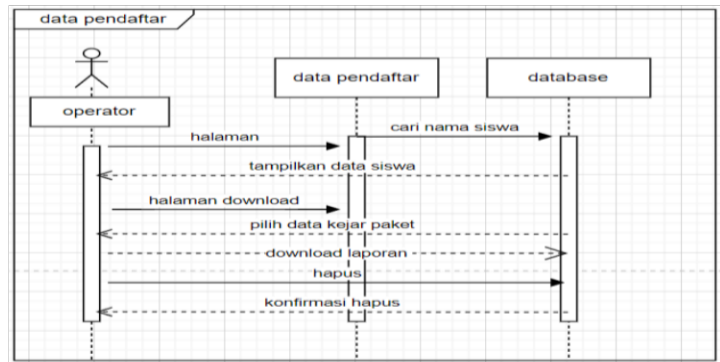 data pendaftar
operator
data pendaftar
database
halaman
cari nama siswa
tampilkan data siswa
halaman download
pilih data kejar paket
download laporan
hapus
konfirmasi hapus